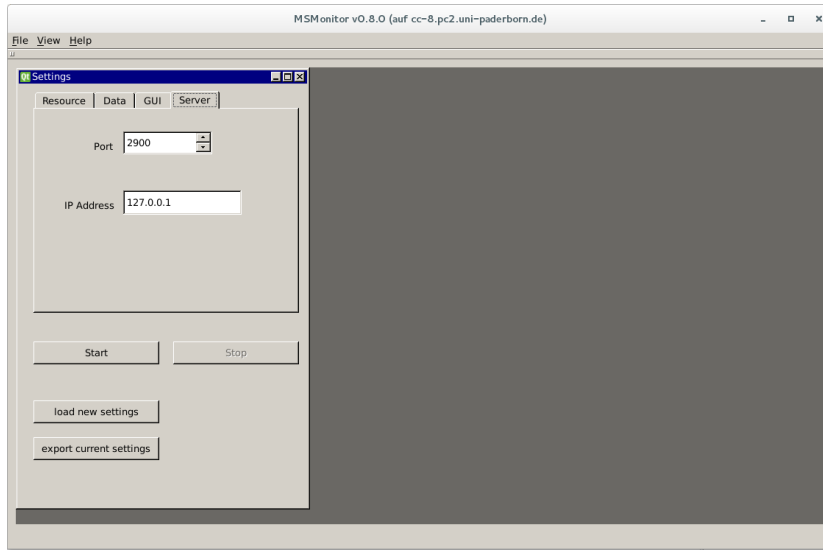 MSMonitor v0.8.0 (auf cc-8.pc2.uni-paderborn.de)
File View Help
Qt Settings
Resource Data GUI Server
Port 2900
IP Address 127.0.0.1
Start Stop
load new settings
export current settings